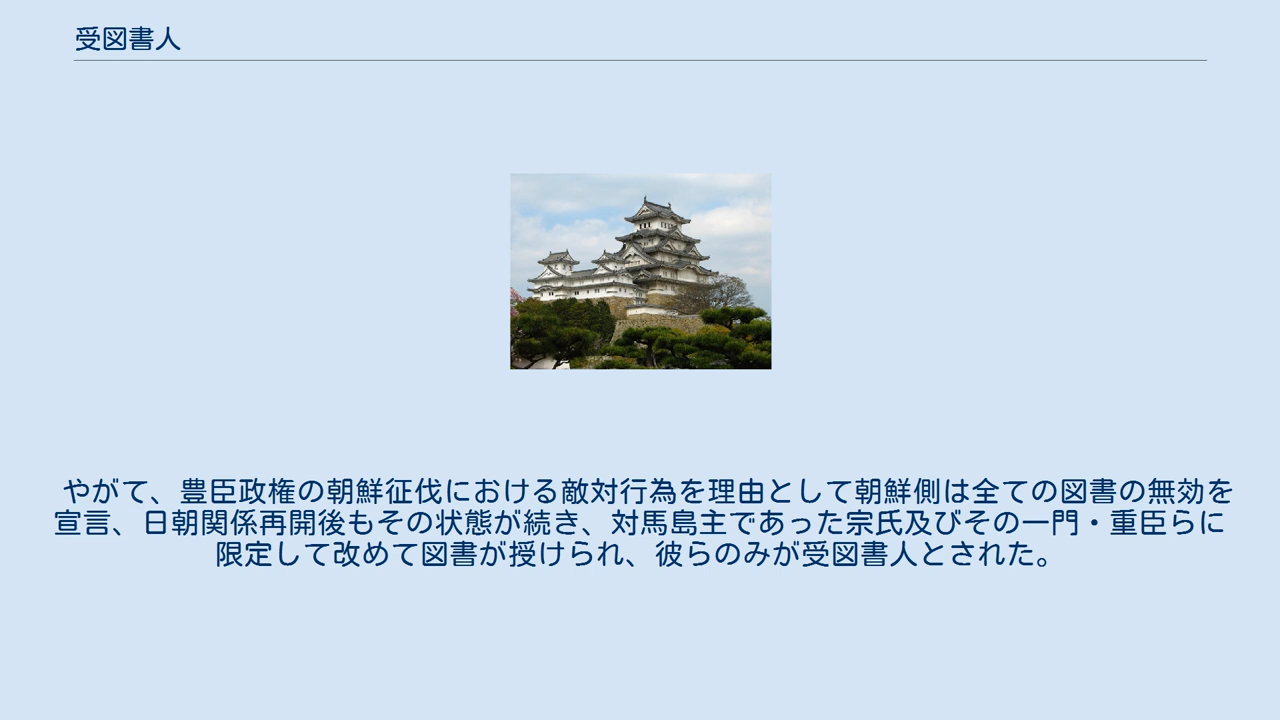 受図書人
やがて、豊臣政権の朝鮮征伐における敵対行為を理由として朝鮮側は全ての図書の無効を
宣言、日朝関係再開後もその状態が続き、対馬島主であった宗氏及びその一門・重臣らに
限定して改めて図書が授けられ、彼らのみが受図書人とされた。